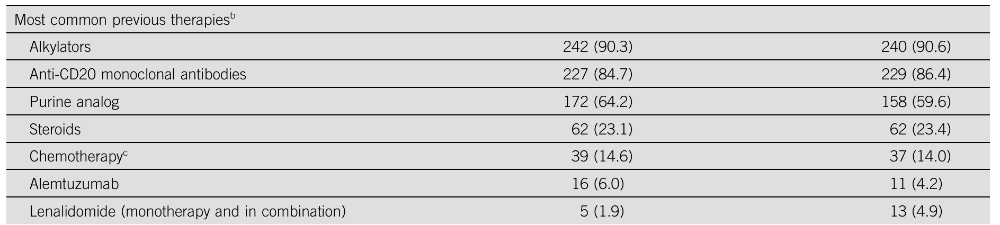 Most common previous therapiesᵇ
Alkylators 242 (90.3) 240 (90.6)
Anti-CD20 monoclonal antibodies 227 (84.7) 229 (86.4)
Purine analog 172 (64.2) 158 (59.6)
Steroids 62 (23.1) 62 (23.4)
Chemotherapyᶜ 39 (14.6) 37 (14.0)
Alemtuzumab 16 (6.0) 11 (4.2)
Lenalidomide (monotherapy and in combination) 5 (1.9) 13 (4.9)